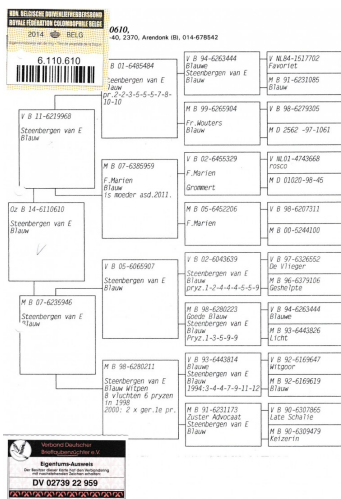 KON. BELGISCHE DUIVENLIEFHEBBERSBOND
ROYALE FÉDÉRATION COLOMBOPHILE BELGE
2014 BELG
6.110.610
0610,
-40, 2370, Arendonk (B), 014-678542
Oz B 14-6110610
Steenbergen van E
Blauw
V B 11-6219968
Steenbergen van E
Blauw
M B 07-6235946
Steenbergen van E
Blauw
B 01-6485484
Steenbergen van E
Blauw
pr.2-2-3-5-5-5-7-8-
10-10
M B 07-6385959
F.Marien
Blauw
is moeder asd.2011.
V B 05-6065907
Steenbergen van E
Blauw
M B 98-6280211
Steenbergen van E
Blauw Witpen
8 vluchten 6 pryzen
in 1998
2000: 2 x ger.1e pr.
V B 94-6263444
Blauwe
Steenbergen van E
Blauw
M B 99-6265904
Fr.Wouters
Blauw
V B 02-6455329
F.Marien
Grommert
M B 05-6452206
F.Marien
V B 02-6043639
Steenbergen van E
Blauw
pryz.1-2-4-4-4-5-5-9
M B 98-6280223
Goede Blauw
Steenbergen van E
Blauw
Pryz.1-3-5-9-9
V B 93-6443814
Blauwe
Steenbergen van E
Blauw
1994:3-4-4-7-9-11-12
M B 91-6231173
Zuster Advocaat
Steenbergen van E
Blauw
V NL84-1517702
Favoriet
M B 91-6231085
Blauw
V B 98-6279305
M D 2562 -97-1061
V NL01-4743668
rosco
M D 01020-98-45
V B 98-6207311
M B 00-5244100
V B 97-6326552
De Vlieger
M B 96-6379106
Geshelpte
V B 94-6263444
Blauwe
M B 93-6443826
Licht
V B 92-6169647
Witgoor
M B 92-6169619
Blauw
V B 90-6307865
Late Schalie
M B 90-6309479
Keizerin
Verband Deutscher
Brieftaubenzüchter e.V.
Eigentums-Ausweis
DV 02739 22 959